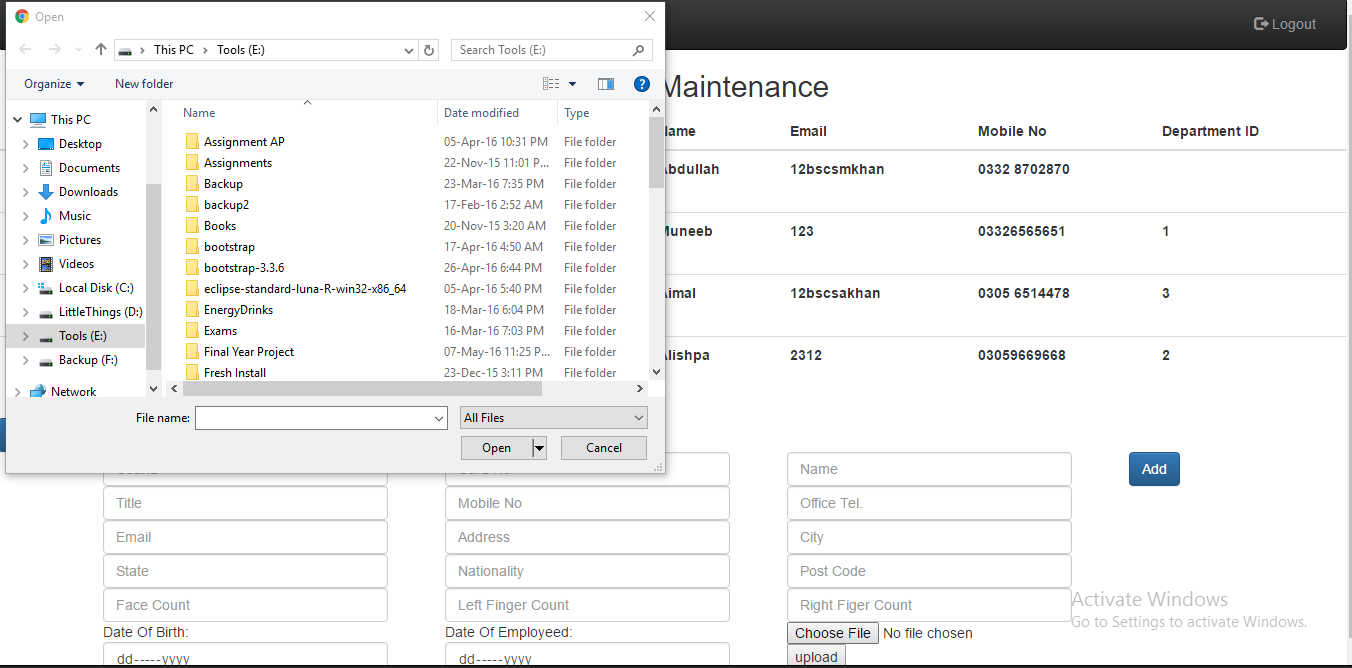 Open
This PC > Tools (E:)
Search Tools (E:)
Logout
Organize
New folder
Maintenance
Name Date modified Type
This PC
Desktop
Documents
Downloads
Music
Pictures
Videos
Local Disk (C:)
LittleThings (D:)
Tools (E:)
Backup (F:)
Network
Assignment AP 05-Apr-16 10:31 PM File folder
Assignments 22-Nov-15 11:01 P... File folder
Backup 23-Mar-16 7:35 PM File folder
backup2 17-Feb-16 2:52 AM File folder
Books 20-Nov-15 3:20 AM File folder
bootstrap 17-Apr-16 4:50 AM File folder
bootstrap-3.3.6 26-Apr-16 6:44 PM File folder
eclipse-standard-luna-R-win32-x86_64 05-Apr-16 5:40 PM File folder
EnergyDrinks 18-Mar-16 6:04 PM File folder
Exams 16-Mar-16 7:03 PM File folder
Final Year Project 07-May-16 11:25 P... File folder
Fresh Install 23-Dec-15 3:11 PM File folder
File name:
All Files
Open Cancel
ame Email Mobile No Department ID
bdullah 12bscsmkhan 0332 8702870
Muneeb 123 03326565651 1
imal 12bscsakhan 0305 6514478 3
lishpa 2312 03059669668 2
Name Add
Title Mobile No Office Tel.
Email Address City
State Nationality Post Code
Face Count Left Finger Count Right Figer Count
Date Of Birth: Date Of Employeed: Choose File No file chosen
dd-----yyyy dd-----yyyy upload
Activate Windows
Go to Settings to activate Windows.